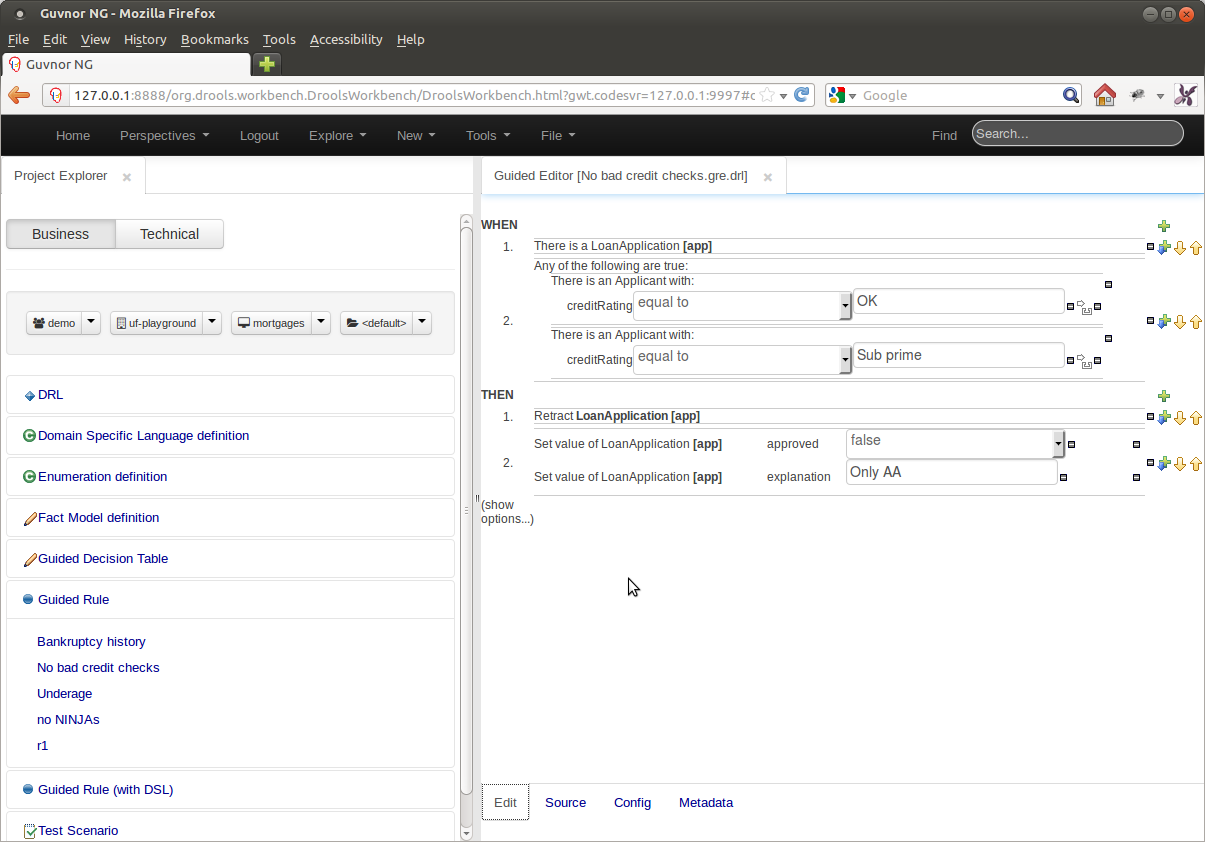 Guvnor NG - Mozilla Firefox
File Edit View History Bookmarks Tools Accessibility Help
Guvnor NG
127.0.0.1:8888/org.drools.workbench.DroolsWorkbench/DroolsWorkbench.html?gwt.codesvr=127.0.0.1:9997#c
Google
Home Perspectives Logout Explore New Tools File Find Search...
Project Explorer
Business Technical
demo uf-playground mortgages <default>
DRL
Domain Specific Language definition
Enumeration definition
Fact Model definition
Guided Decision Table
Guided Rule
Bankruptcy history
No bad credit checks
Underage
no NINJAs
r1
Guided Rule (with DSL)
Test Scenario
Guided Editor [No bad credit checks.gre.drl]
WHEN
1. There is a LoanApplication [app]
Any of the following are true:
There is an Applicant with:
creditRating equal to OK
2.
There is an Applicant with:
creditRating equal to Sub prime
THEN
1. Retract LoanApplication [app]
Set value of LoanApplication [app] approved false
2.
Set value of LoanApplication [app] explanation Only AA
(show
options...)
Edit Source Config Metadata